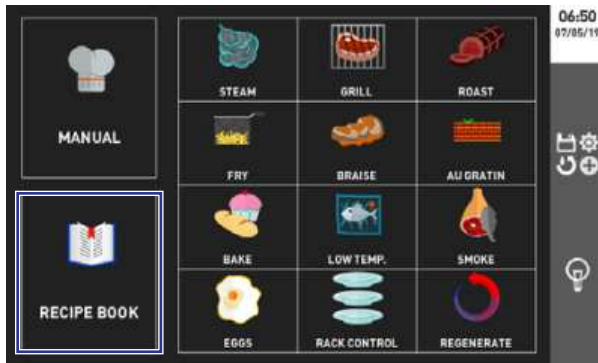 06:50
07/05/19
MANUAL
RECIPE BOOK
STEAM
GRILL
ROAST
FRY
BRAISE
AU GRATIN
BAKE
LOW TEMP.
SMOKE
EGGS
RACK CONTROL
REGENERATE